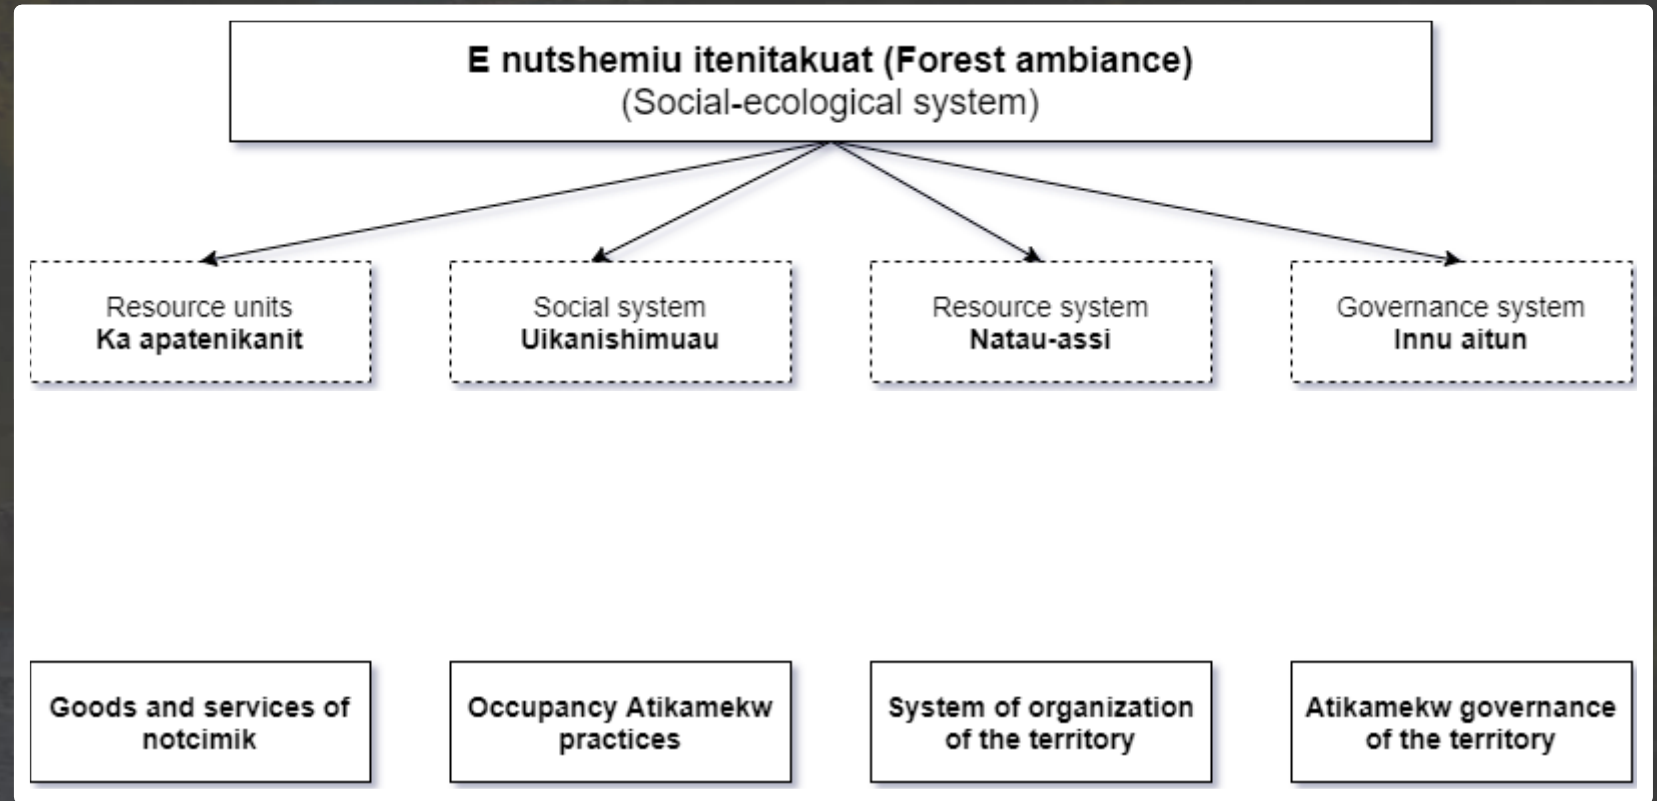 E nutshemiu itenitakuat (Forest ambiance)
(Social-ecological system)
Resource units
Ka apatenikanit
Social system
Uikanishimuau
Resource system
Natau-assi
Governance system
Innu aitun
Goods and services of
notcimik
Occupancy Atikamekw
practices
System of organization
of the territory
Atikamekw governance
of the territory